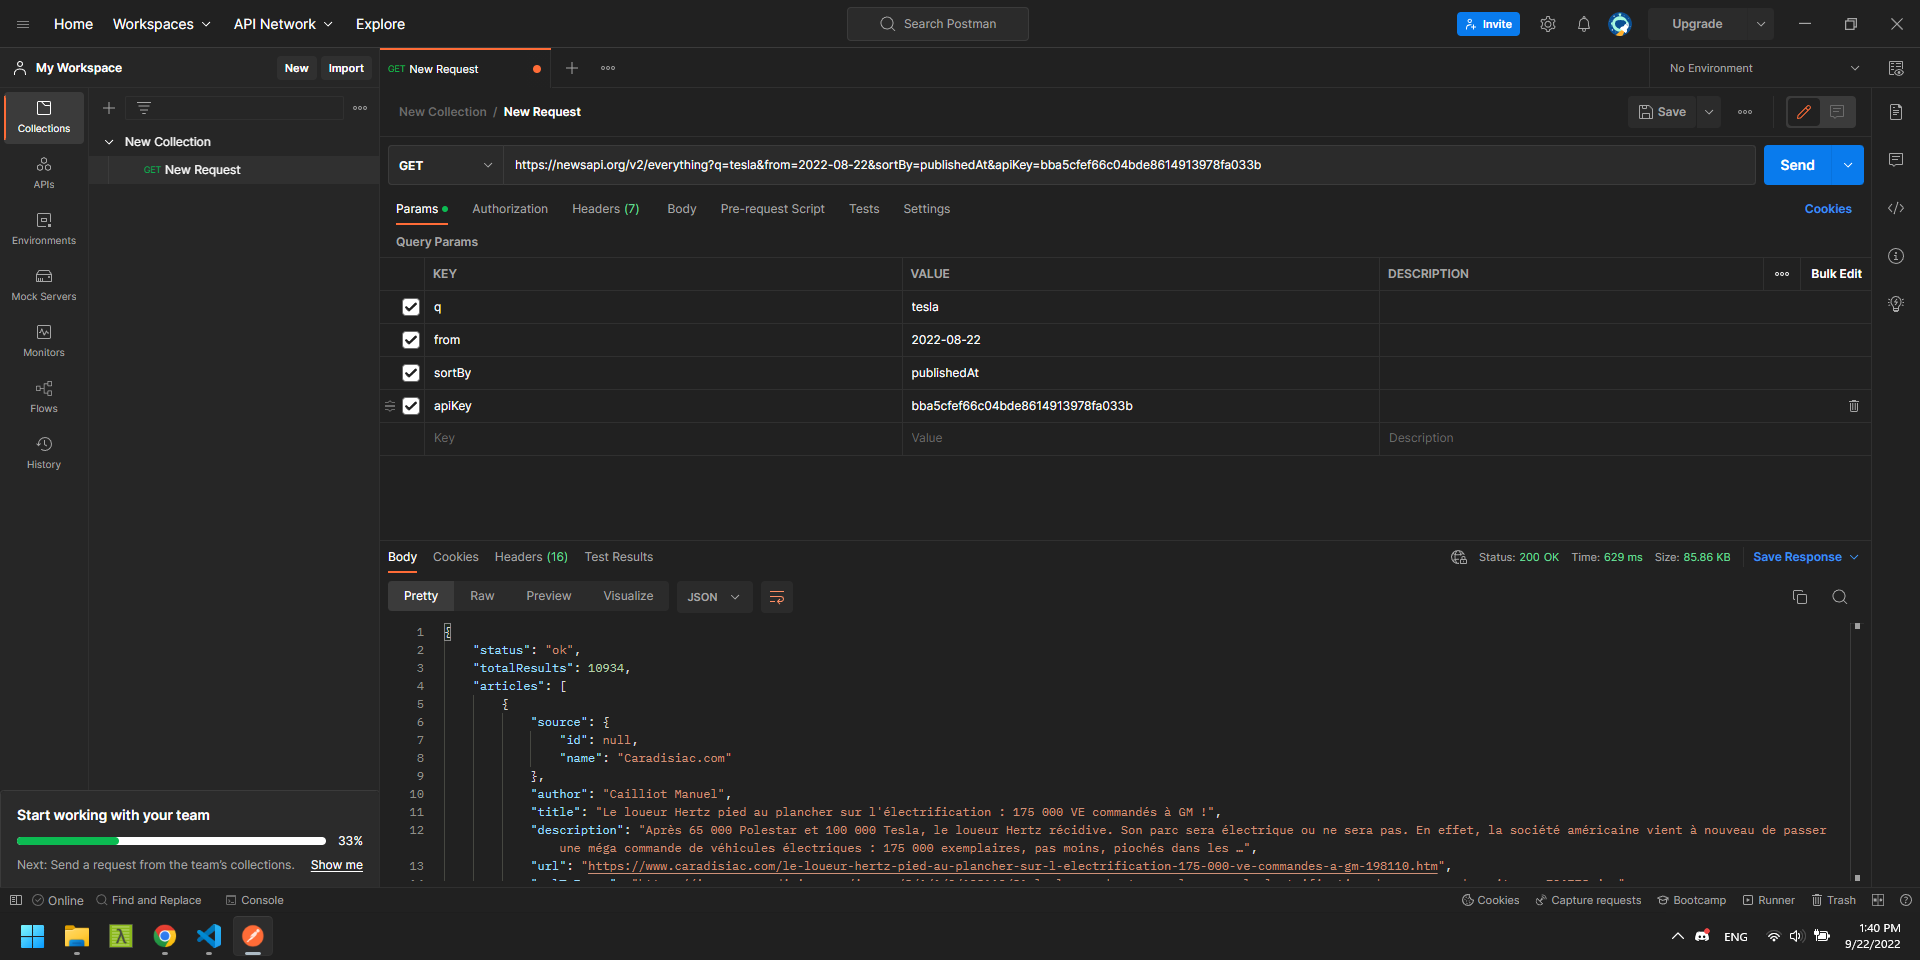 Home Workspaces API Network Explore Search Postman Invite Upgrade
My Workspace New Import GET New Request No Environment
Collections
APIs
Environments
Mock Servers
Monitors
Flows
History
New Collection
GET New Request
New Collection / New Request Save
GET https://newsapi.org/v2/everything?q=tesla&from=2022-08-22&sortBy=publishedAt&apiKey=bba5cfef66c04bde8614913978fa033b Send
Params Authorization Headers (7) Body Pre-request Script Tests Settings Cookies
Query Params
KEY VALUE DESCRIPTION Bulk Edit
q tesla
from 2022-08-22
sortBy publishedAt
apiKey bba5cfef66c04bde8614913978fa033b
Key Value Description
Body Cookies Headers (16) Test Results Status: 200 OK Time: 629 ms Size: 85.86 KB Save Response
Pretty Raw Preview Visualize JSON
1 {
2 "status": "ok",
3 "totalResults": 10934,
4 "articles": [
5 {
6 "source": {
7 "id": null,
8 "name": "Caradisiac.com"
9 },
10 "author": "Cailliot Manuel",
11 "title": "Le loueur Hertz pied au plancher sur l'électrification : 175 000 VE commandés à GM !",
12 "description": "Après 65 000 Polestar et 100 000 Tesla, le loueur Hertz récidive. Son parc sera électrique ou ne sera pas. En effet, la société américaine vient à nouveau de passer
une méga commande de véhicules électriques : 175 000 exemplaires, pas moins, piochés dans les …",
13 "url": "https://www.caradisiac.com/le-loueur-hertz-pied-au-plancher-sur-l-electrification-175-000-ve-commandes-a-gm-198110.htm",
Start working with your team
33%
Next: Send a request from the team's collections. Show me
Online Find and Replace Console Cookies Capture requests Bootcamp Runner Trash
ENG 1:40 PM
9/22/2022